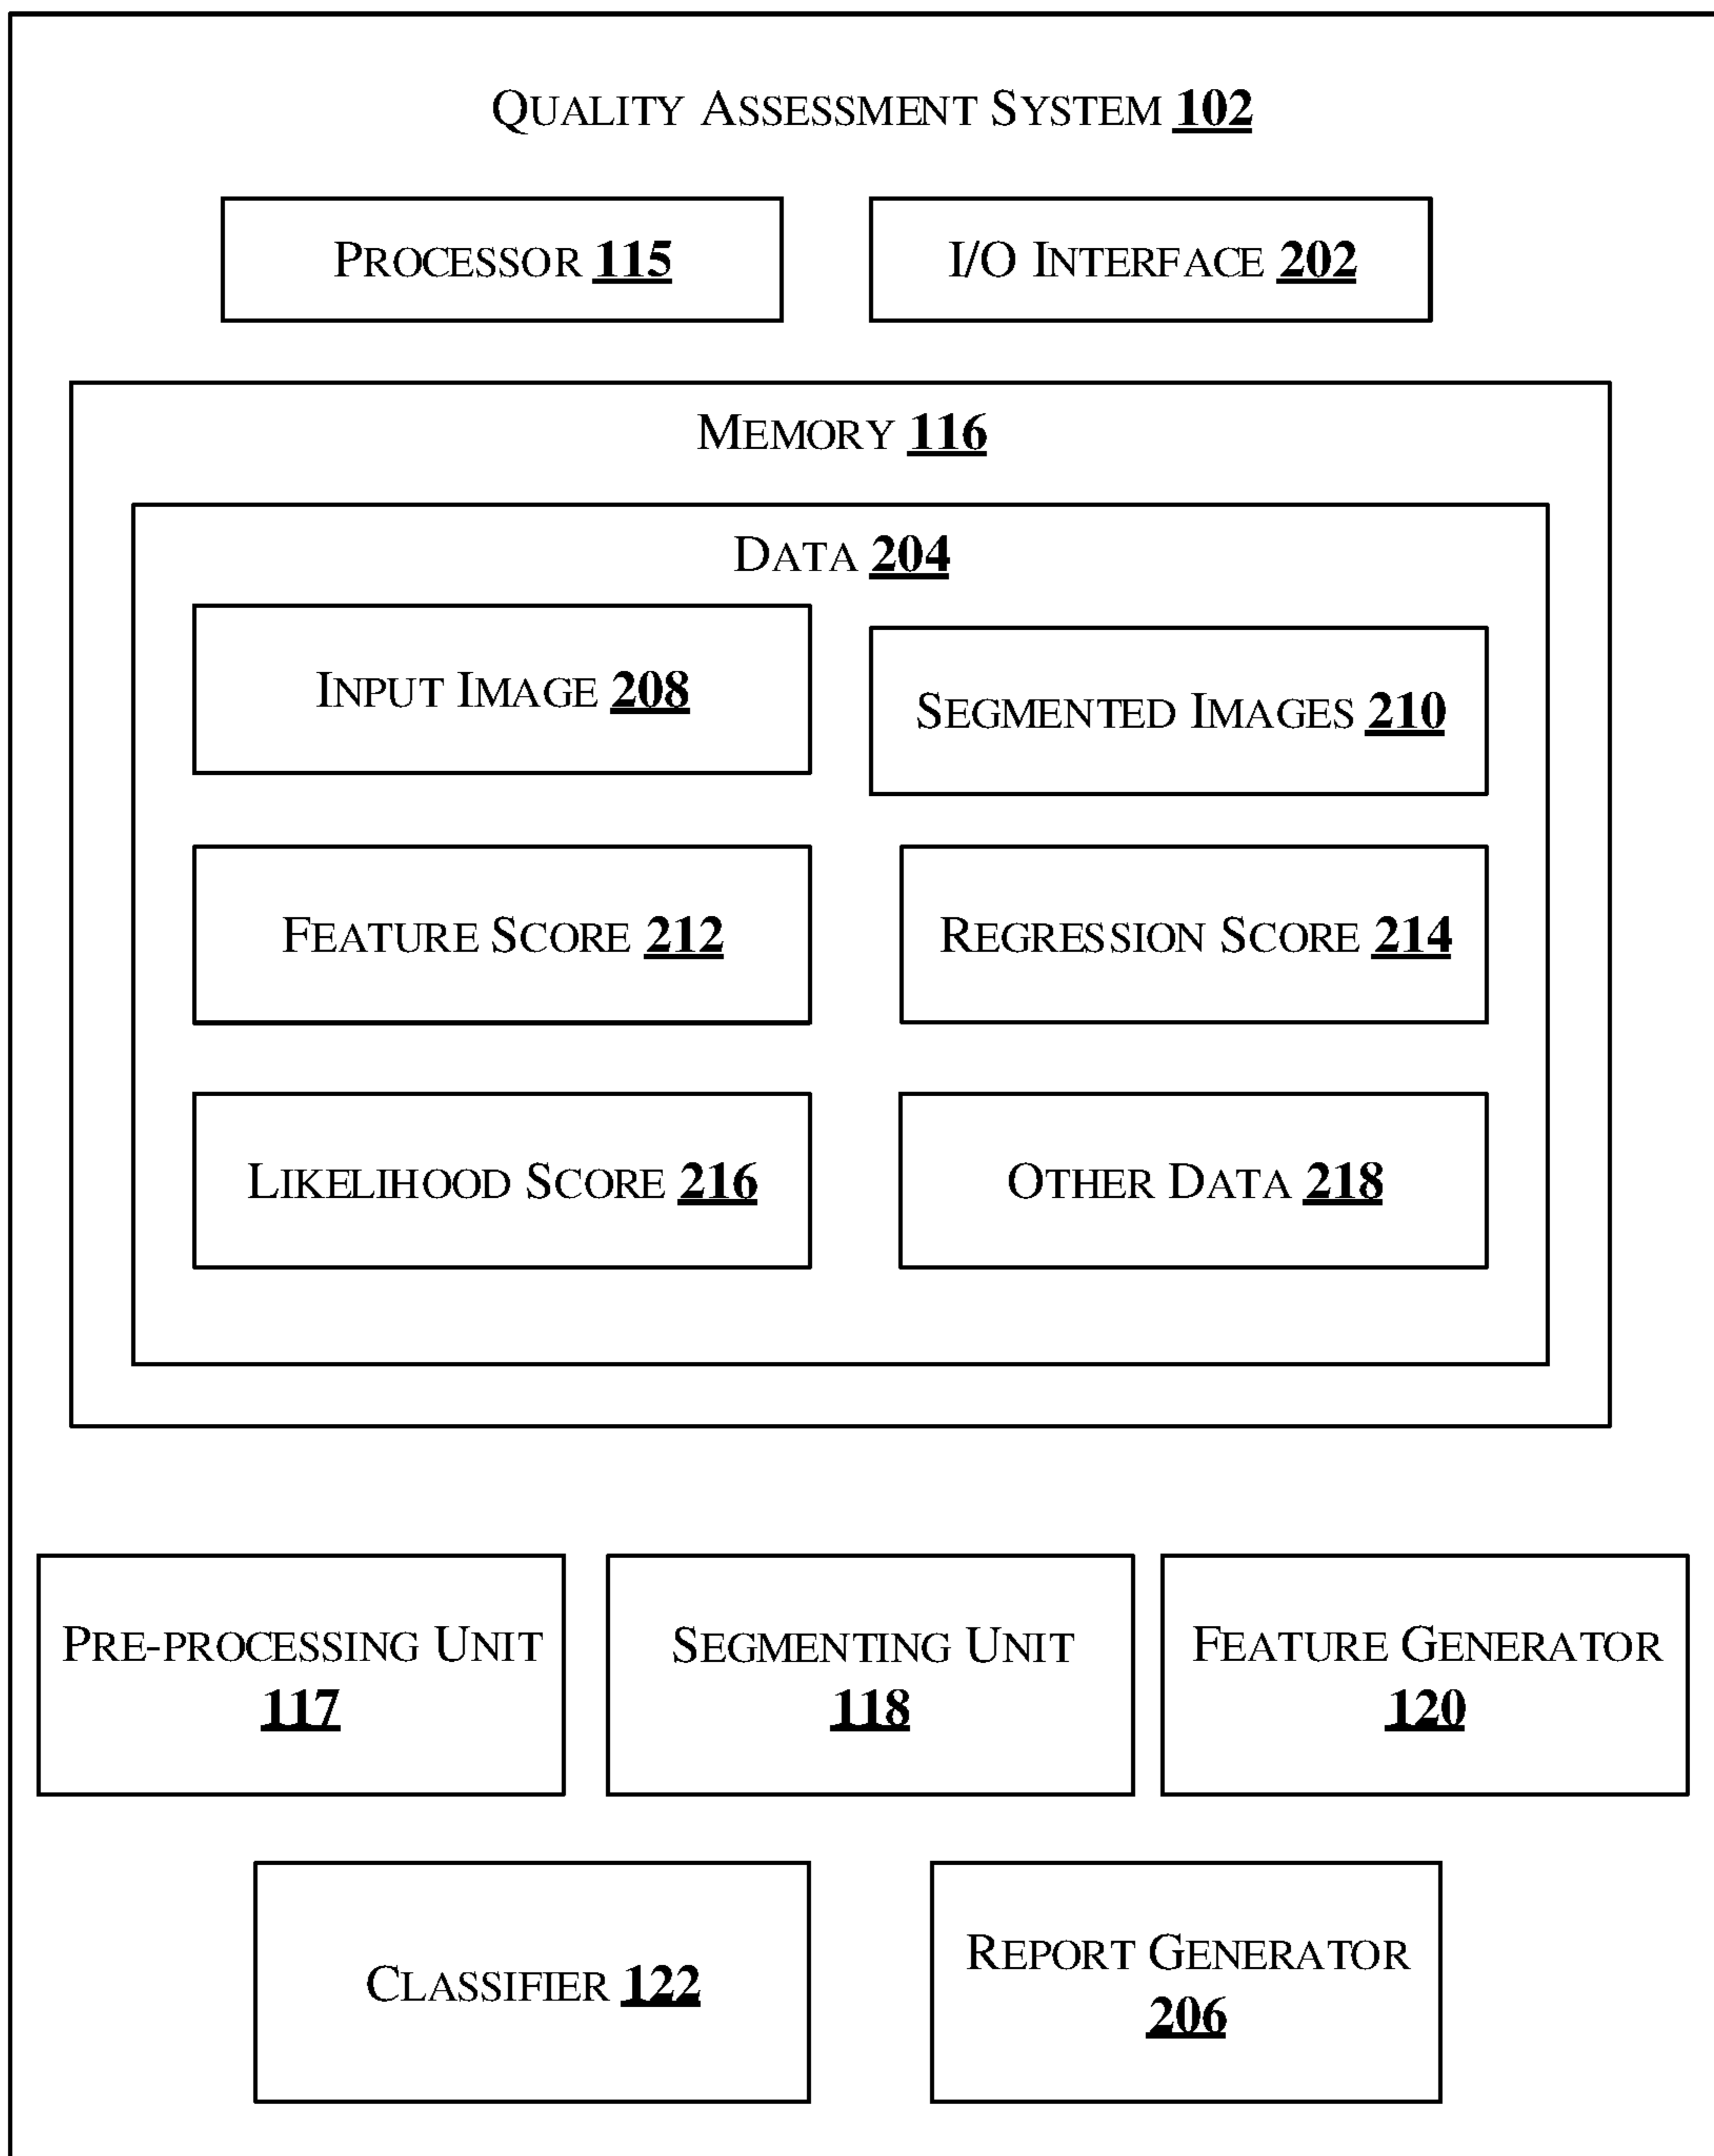 QUALITY ASSESSMENT SYSTEM 102
PROCESSOR 115
I/O INTERFACE 202
MEMORY 116
DATA 204
INPUT IMAGE 208
SEGMENTED IMAGES 210
FEATURE SCORE 212
REGRESSION SCORE 214
LIKELIHOOD SCORE 216
OTHER DATA 218
PRE-PROCESSING UNIT
117
SEGMENTING UNIT
118
FEATURE GENERATOR
120
CLASSIFIER 122
REPORT GENERATOR
206